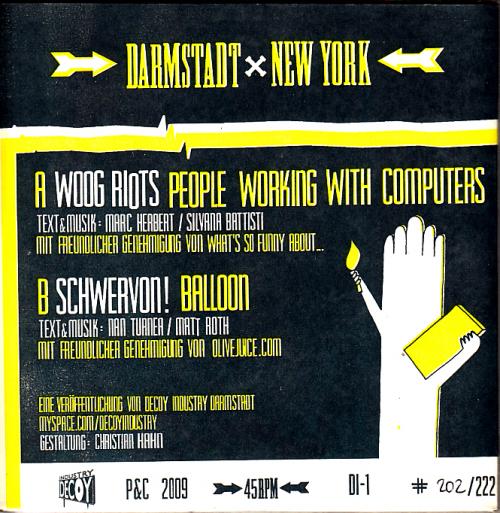 DARMSTADT × NEW YORK
A WOOG RIOTS PEOPLE WORKING WITH COMPUTERS
TEXT&MUSIK: MARC HERBERT / SILVANA BATTISTI
MIT FREUNDLICHER GENEHMIGUNG VON WHAT'S SO FUNNY ABOUT...
B SCHWERVON! BALLOON
TEXT&MUSIK: NAN TURNER / MATT ROTH
MIT FREUNDLICHER GENEHMIGUNG VON OLIVEJUICE.COM
EINE VERÖFFENTLICHUNG VON DECOY INDUSTRY DARMSTADT
MYSPACE.COM/DECOYINDUSTRY
GESTALTUNG: CHRISTIAN HAHN
INDUSTRY
DECOY P&C 2009 45RPM DI-1 # 202/222